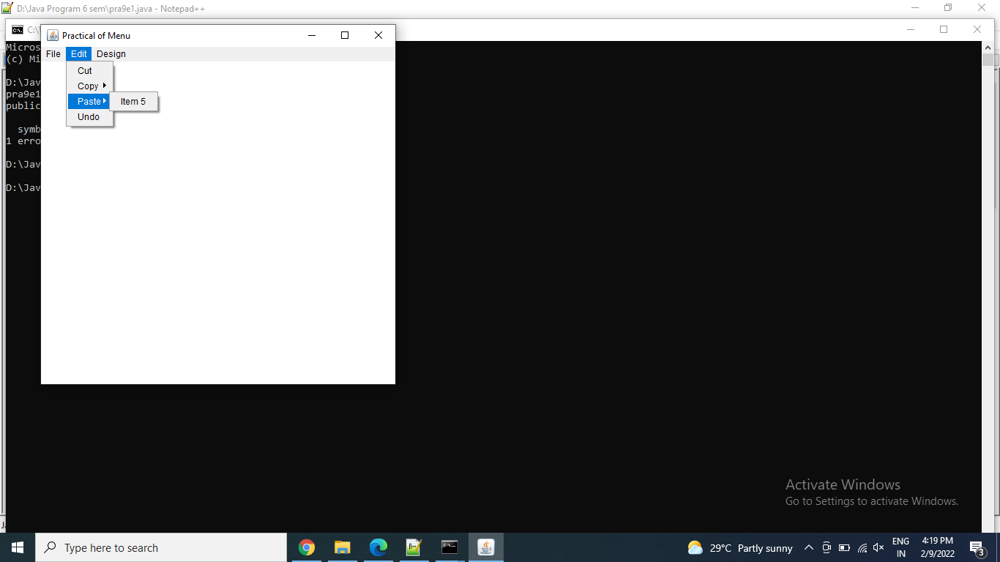 D:\Java Program 6 sem\pra9e1.java - Notepad++
C:\
Practical of Menu
File Edit Design
Cut
Copy
Paste Item 5
Undo
Micros
(c) Mi
D:\Jav
pra9e1
public
symb
1 erro
D:\Jav
D:\Jav
Activate Windows
Go to Settings to activate Windows.
Type here to search
29°C Partly sunny
ENG
IN
4:19 PM
2/9/2022
3